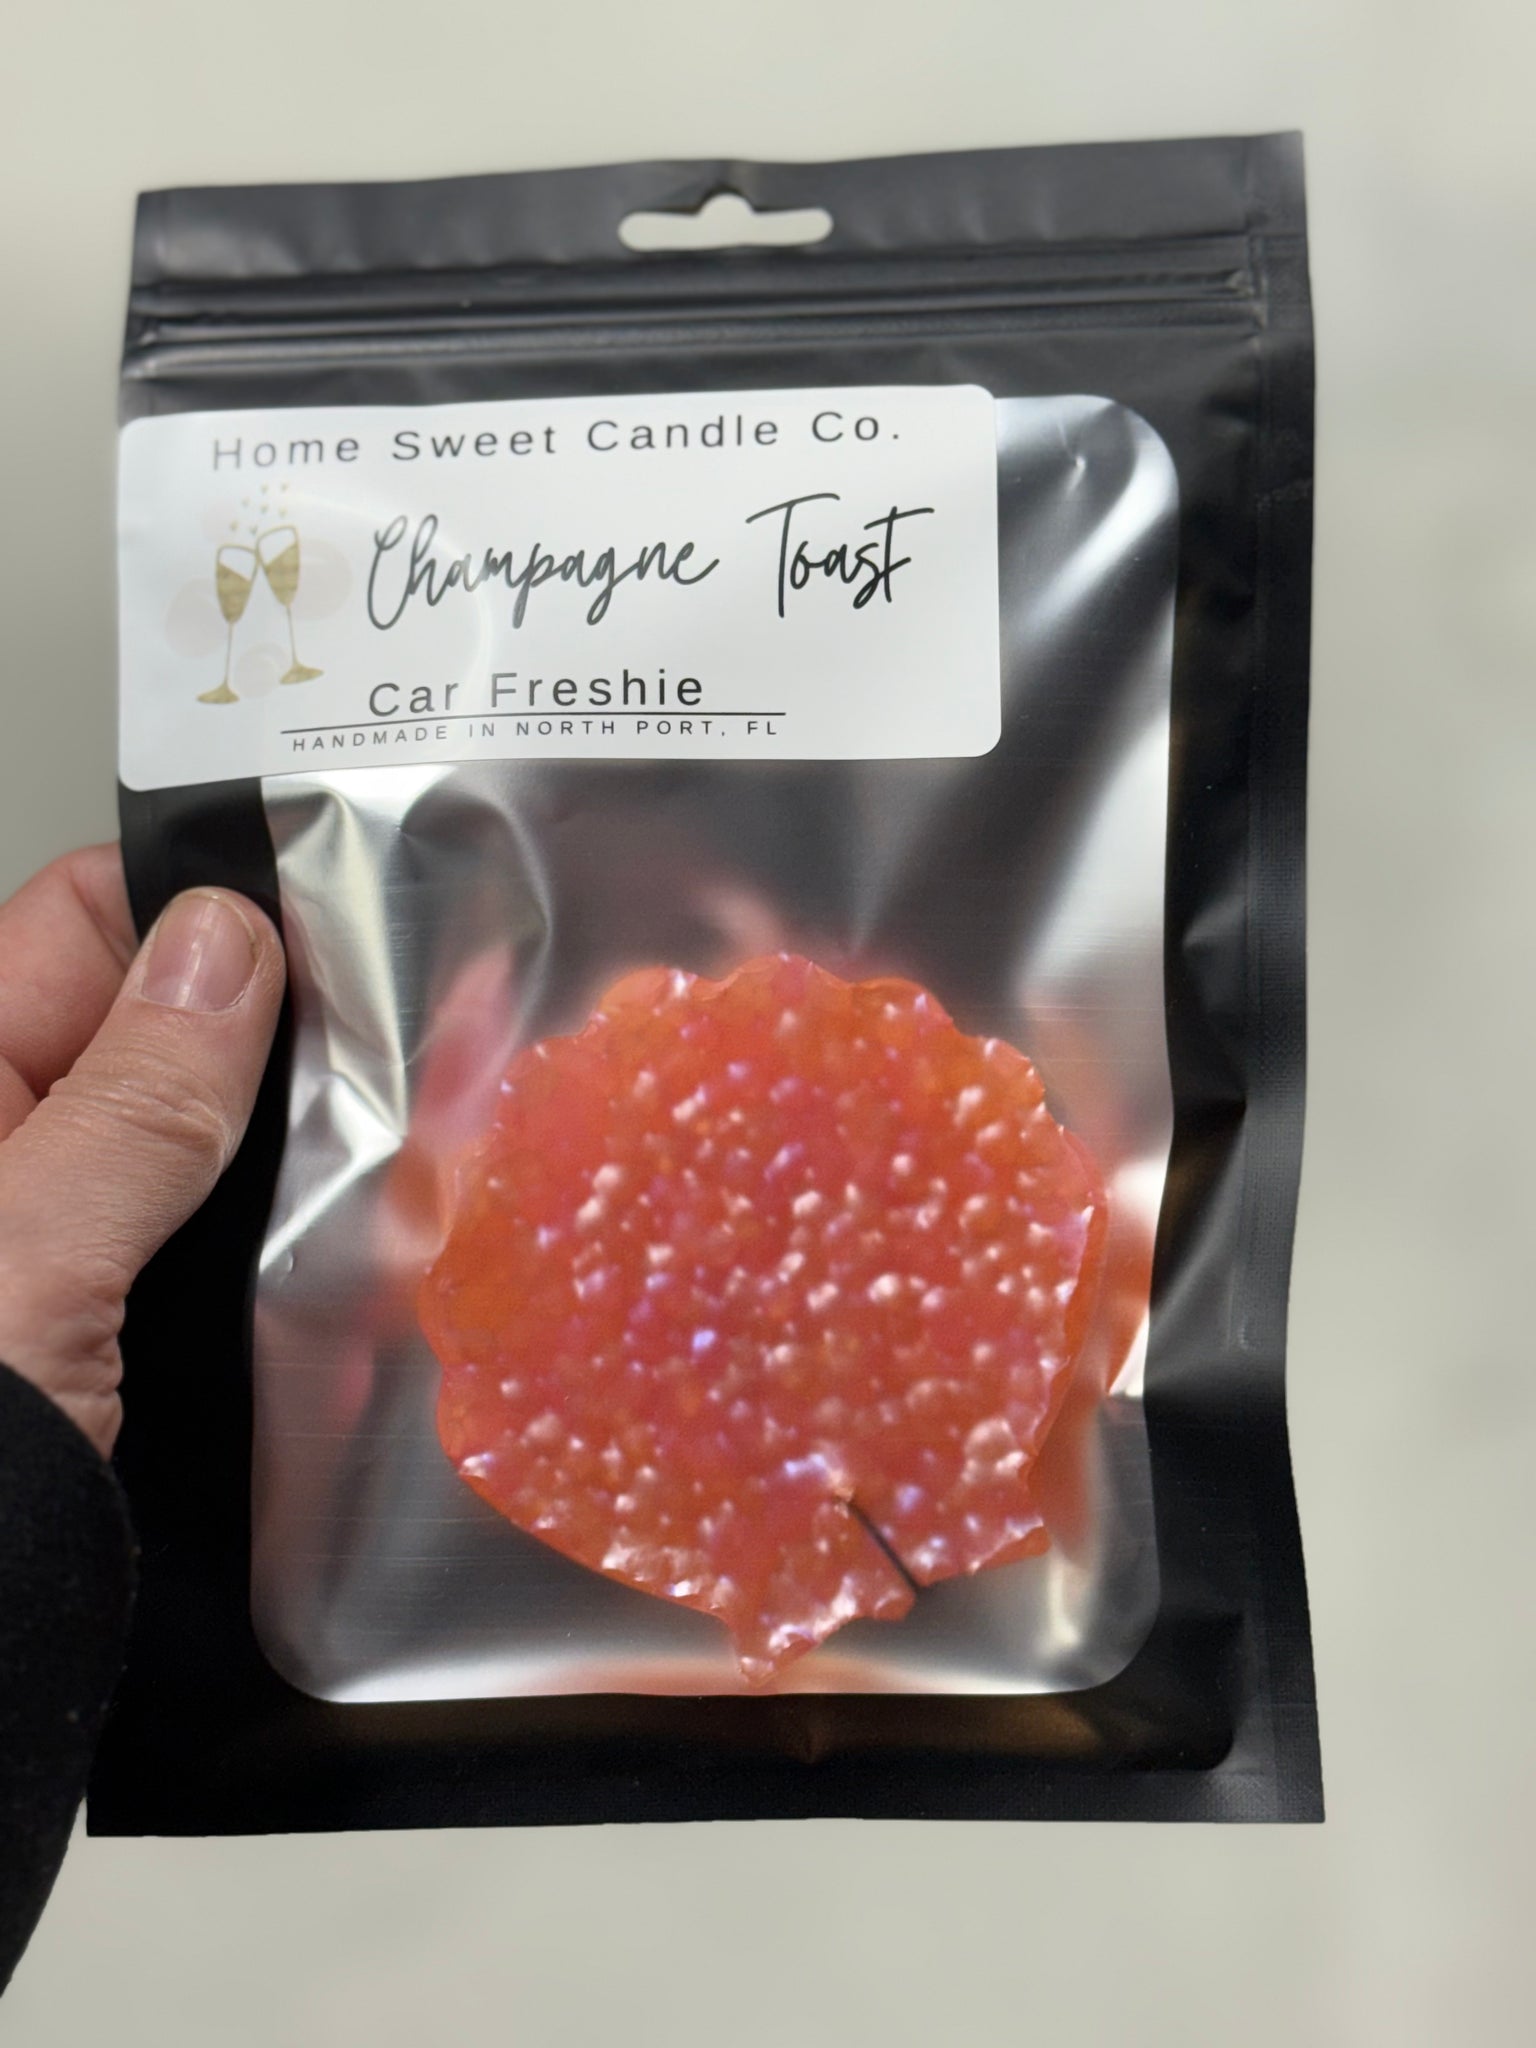 Home Sweet Candle Co.
Champagne Toast
Car Freshie
HANDMADE IN NORTH PORT, FL